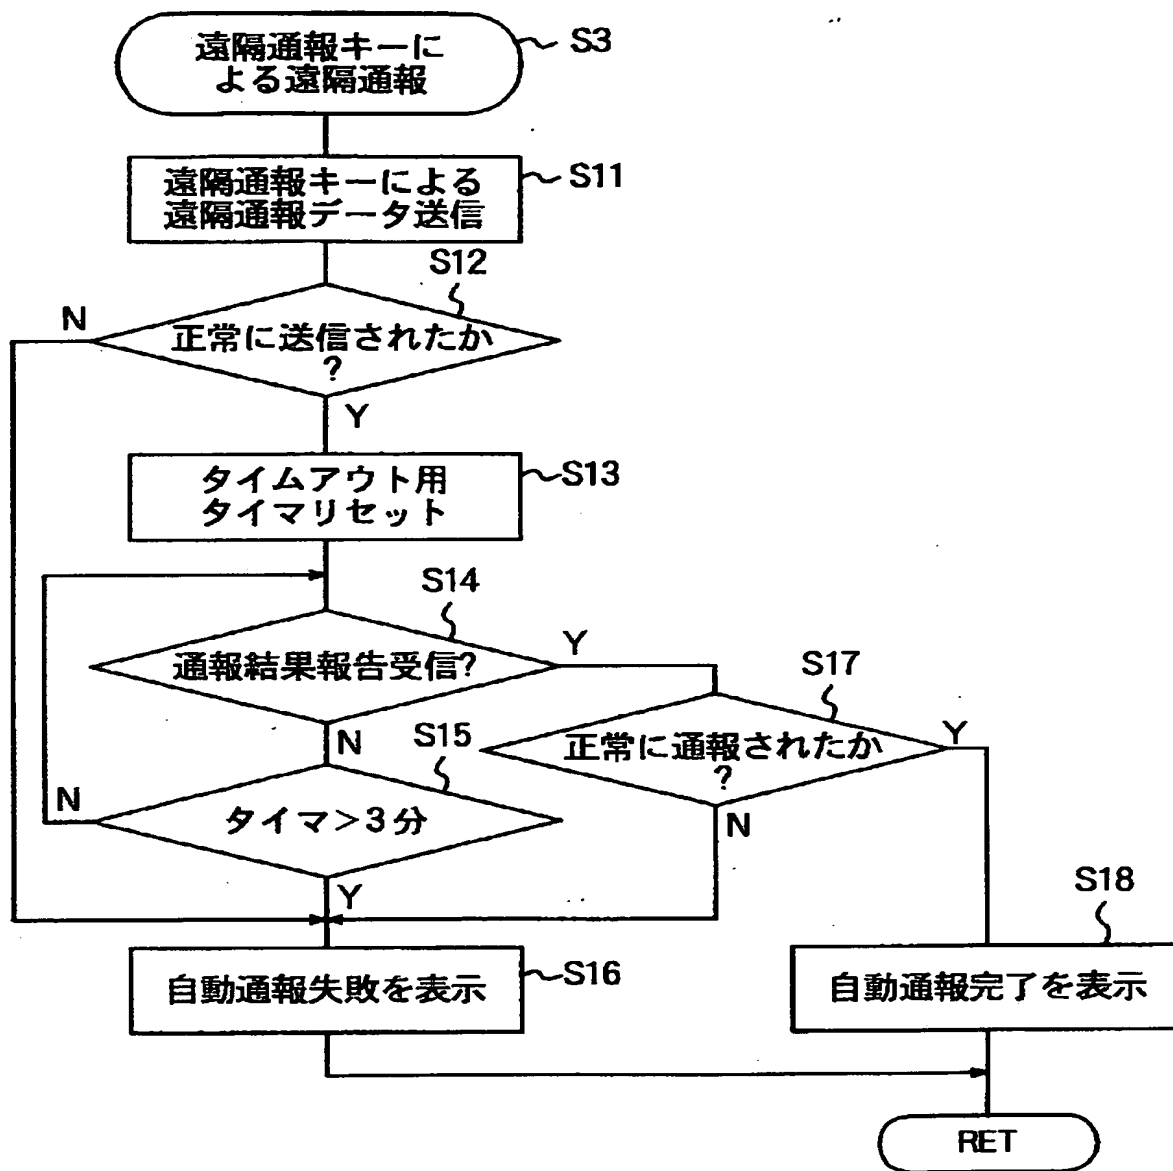 遠隔通報キーに
よる遠隔通報
S3
遠隔通報キーによる
遠隔通報データ送信
S11
S12
N
正常に送信されたか
?
Y
タイムアウト用
タイマリセット
S13
S14
通報結果報告受信?
Y
N
S17
正常に通報されたか
?
Y
N
S15
N
タイマ>3分
Y
自動通報失敗を表示
S16
S18
自動通報完了を表示
RET